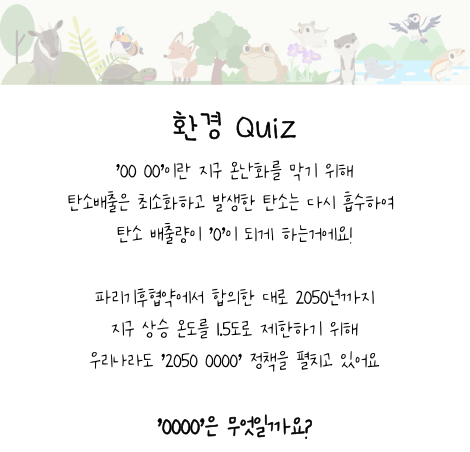 환경 Quiz
'00 00'이란 지구 온난화를 막기 위해
탄소배출은 최소화하고 발생한 탄소는 다시 흡수하여
탄소 배출량이 '0'이 되게 하는거에요!
파리기후협약에서 합의한 대로 2050년까지
지구 상승 온도를 1.5도로 제한하기 위해
우리나라도 '2050 0000' 정책을 펼치고 있어요
'0000'은 무엇일까요?